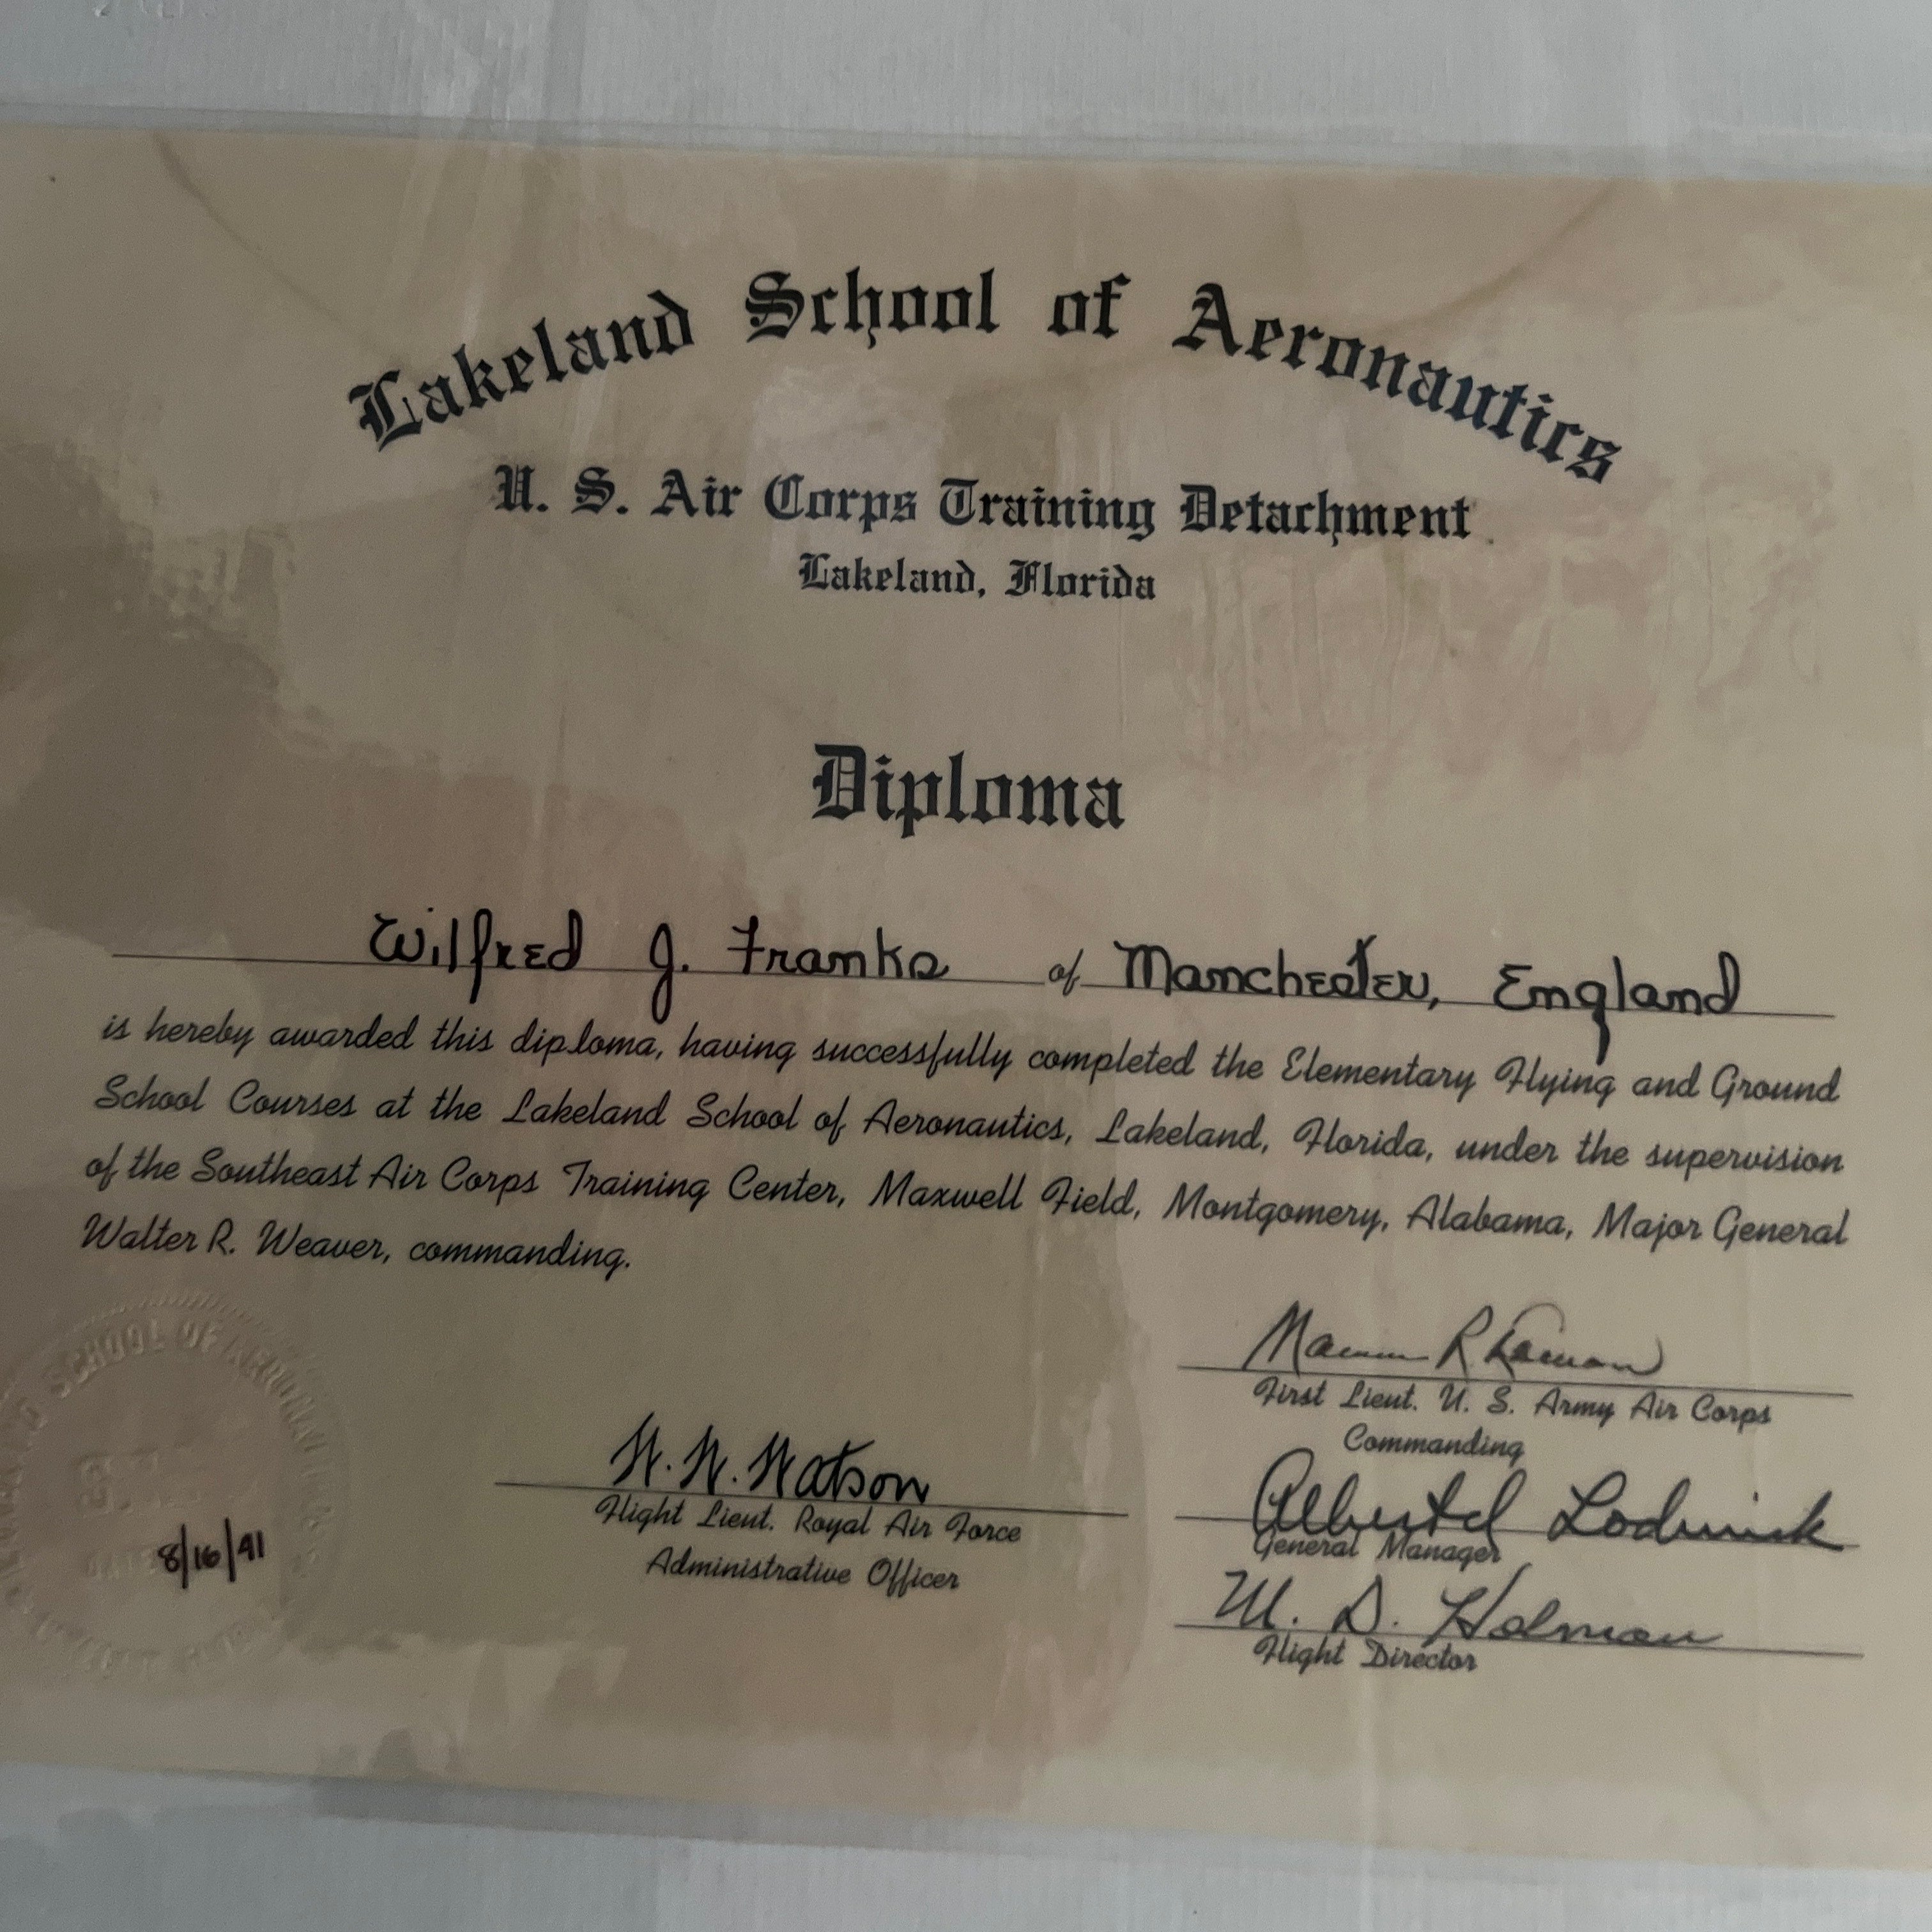 Lakeland School of Aeronautics
U. S. Air Corps Training Detachment
Lakeland, Florida
Diploma
Wilfred J. Franks of Manchester, England
is hereby awarded this diploma, having successfully completed the Elementary Flying and Ground
School Courses at the Lakeland School of Aeronautics, Lakeland, Florida, under the supervision
of the Southeast Air Corps Training Center, Maxwell Field, Montgomery, Alabama, Major General
Walter R. Weaver, commanding.
SCHOOL OF
8/16/41
W. W. Watson
Flight Lieut. Royal Air Force
Administrative Officer
R.
First Lieut. U. S. Army Air Corps
Commanding
Albert I Lodwick
General Manager
M. D. Holman
Flight Director